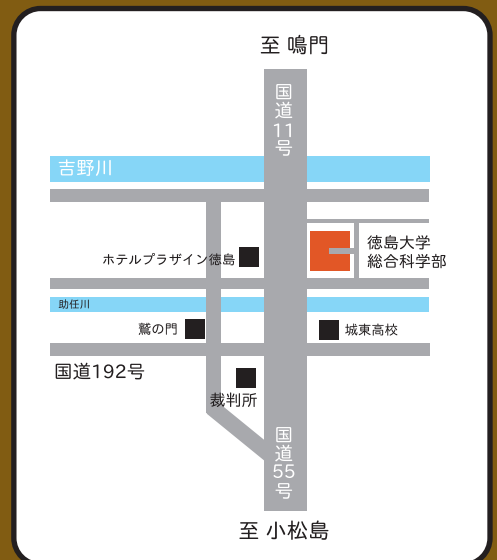 至 鳴門
国道11号
吉野川
徳島大学
総合科学部
ホテルプラザイン徳島
助任川
鷲の門
城東高校
国道192号
裁判所
国道55号
至 小松島